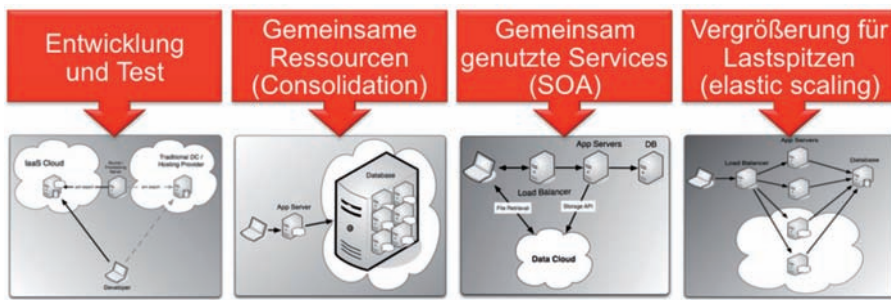 Entwicklung
und Test
Gemeinsame
Ressourcen
(Consolidation)
Gemeinsam
genutzte Services
(SOA)
Vergrößerung für
Lastspitzen
(elastic scaling)
IaaS Cloud
Traditional DC /
Hosting Provider
Developer
App Server
Database
App Servers
DB
Load Balancer
File Retrieval
Storage API
Data Cloud
App Servers
Load Balancer
Database